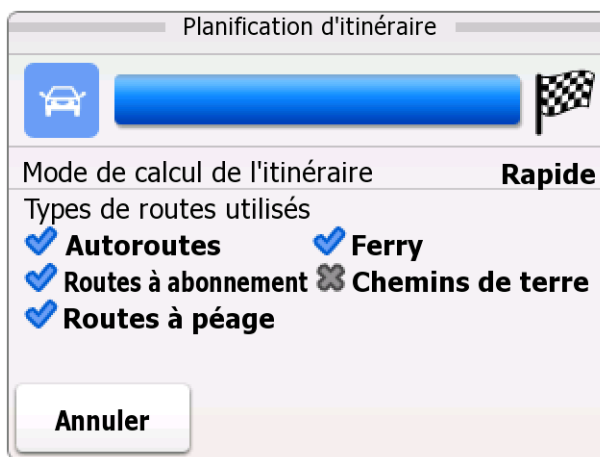 Planification d'itinéraire
Mode de calcul de l'itinéraire Rapide
Types de routes utilisés
Autoroutes Ferry
Routes à abonnement Chemins de terre
Routes à péage
Annuler